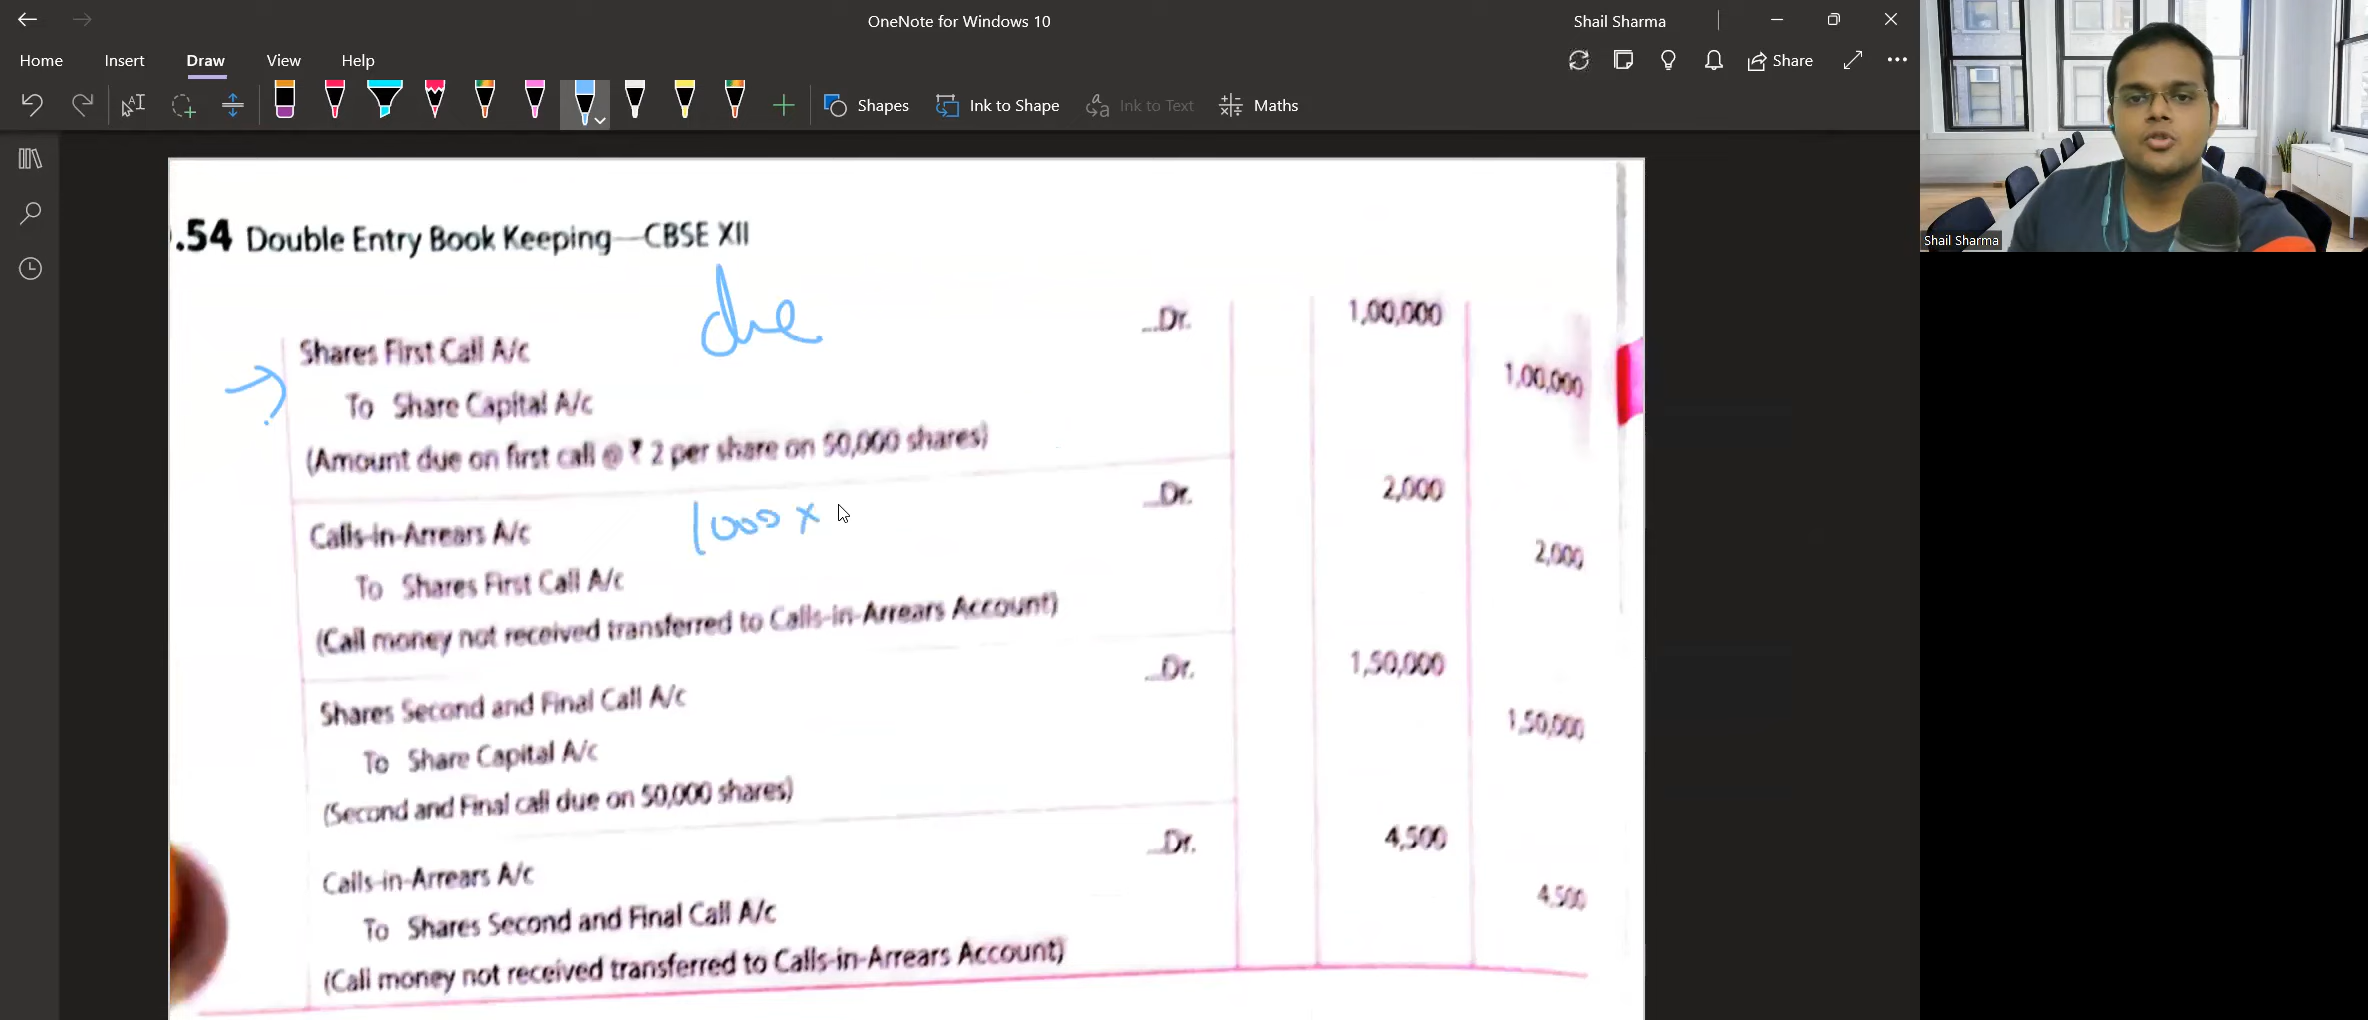 OneNote for Windows 10
Shail Sharma
Home Insert Draw View Help
Share
Shapes Ink to Shape Ink to Text Maths
Shail Sharma
.54 Double Entry Book Keeping—CBSE XII
due
Shares First Call A/c ...Dr. 1,00,000
To Share Capital A/c 1,00,000
(Amount due on first call @ ₹ 2 per share on 50,000 shares)
1000 x
Calls-in-Arrears A/c ...Dr. 2,000
To Shares First Call A/c 2,000
(Call money not received transferred to Calls-in-Arrears Account)
Shares Second and Final Call A/c ...Dr. 1,50,000
To Share Capital A/c 1,50,000
(Second and Final call due on 50,000 shares)
Calls-in-Arrears A/c ...Dr. 4,500
To Shares Second and Final Call A/c 4,500
(Call money not received transferred to Calls-in-Arrears Account)